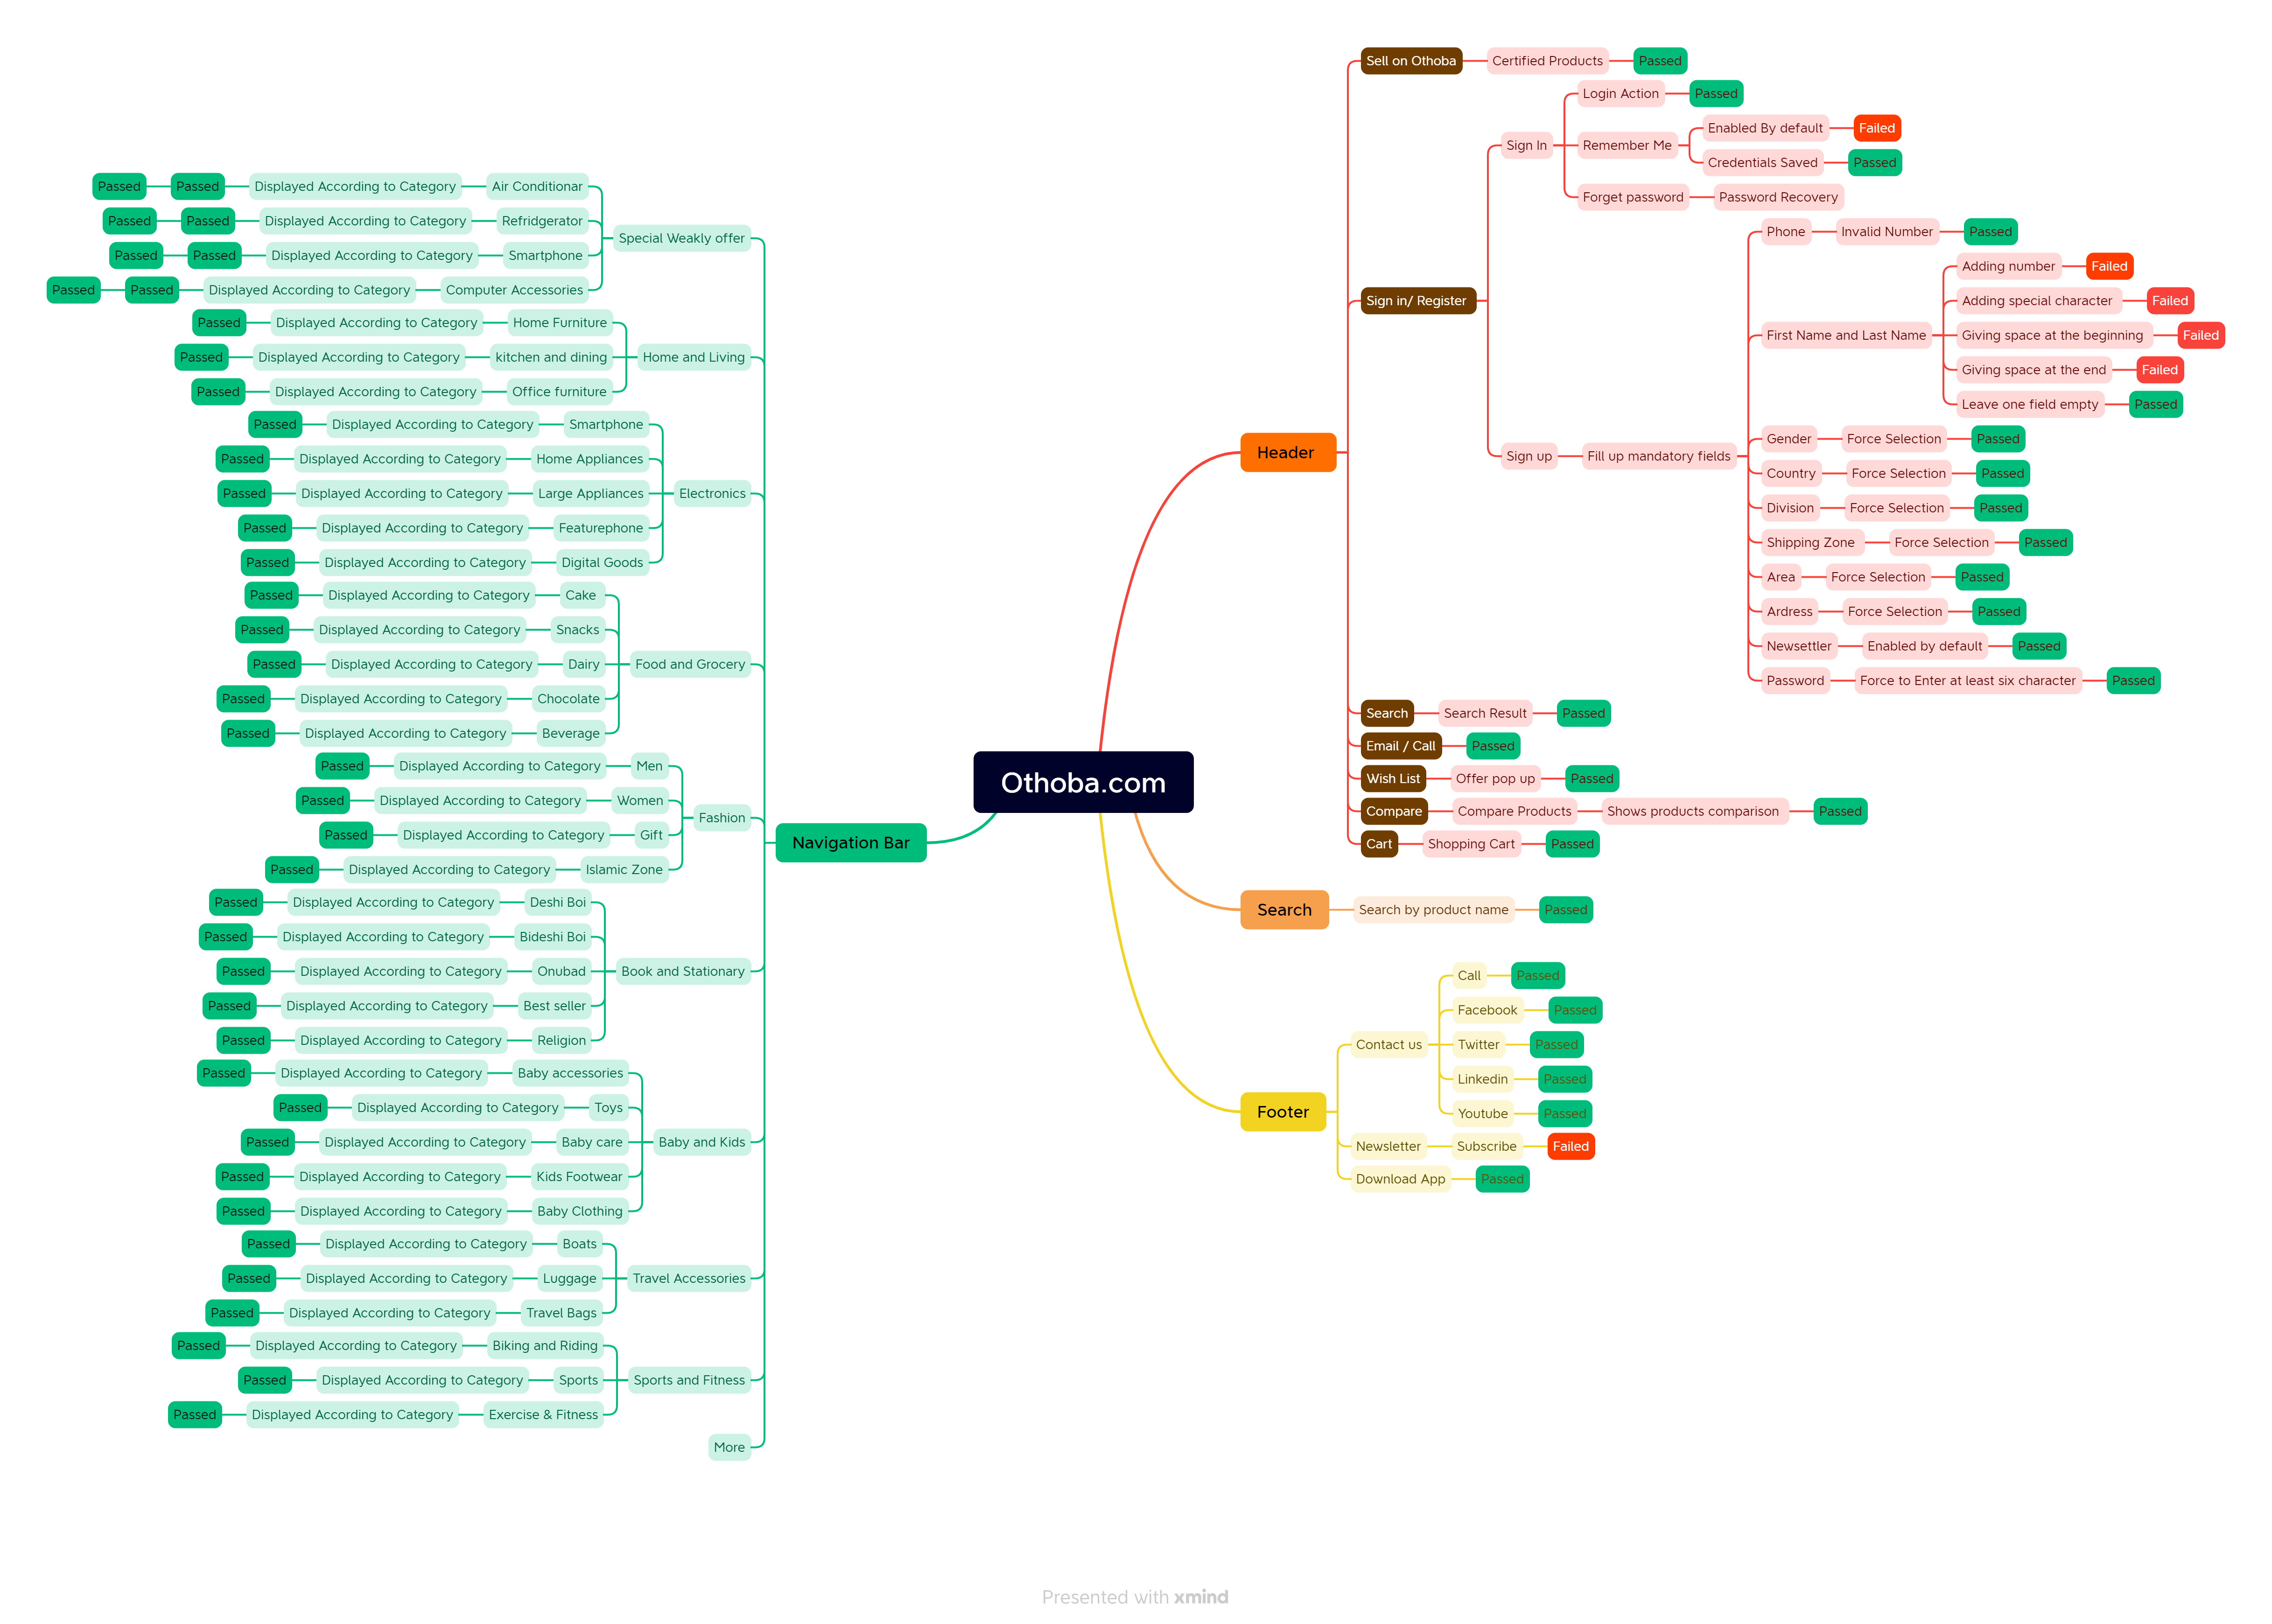 Othoba.com
Header
Sell on Othoba
Certified Products
Passed
Sign in/ Register
Sign In
Login Action
Passed
Remember Me
Enabled By default
Failed
Credentials Saved
Passed
Forget password
Password Recovery
Sign up
Fill up mandatory fields
Phone
Invalid Number
Passed
First Name and Last Name
Adding number
Failed
Adding special character
Failed
Giving space at the beginning
Failed
Giving space at the end
Failed
Leave one field empty
Passed
Gender
Force Selection
Passed
Country
Force Selection
Passed
Division
Force Selection
Passed
Shipping Zone
Force Selection
Passed
Area
Force Selection
Passed
Ardress
Force Selection
Passed
Newsettler
Enabled by default
Passed
Password
Force to Enter at least six character
Passed
Search
Search Result
Passed
Email / Call
Passed
Wish List
Offer pop up
Passed
Compare
Compare Products
Shows products comparison
Passed
Cart
Shopping Cart
Passed
Search
Search by product name
Passed
Footer
Contact us
Call
Passed
Facebook
Passed
Twitter
Passed
Linkedin
Passed
Youtube
Passed
Newsletter
Subscribe
Failed
Download App
Passed
Navigation Bar
Special Weakly offer
Air Conditionar
Displayed According to Category
Passed
Passed
Refridgerator
Displayed According to Category
Passed
Passed
Smartphone
Displayed According to Category
Passed
Passed
Computer Accessories
Displayed According to Category
Passed
Passed
Home and Living
Home Furniture
Displayed According to Category
Passed
kitchen and dining
Displayed According to Category
Passed
Office furniture
Displayed According to Category
Passed
Electronics
Smartphone
Displayed According to Category
Passed
Home Appliances
Displayed According to Category
Passed
Large Appliances
Displayed According to Category
Passed
Featurephone
Displayed According to Category
Passed
Digital Goods
Displayed According to Category
Passed
Food and Grocery
Cake
Displayed According to Category
Passed
Snacks
Displayed According to Category
Passed
Dairy
Displayed According to Category
Passed
Chocolate
Displayed According to Category
Passed
Beverage
Displayed According to Category
Passed
Fashion
Men
Displayed According to Category
Passed
Women
Displayed According to Category
Passed
Gift
Displayed According to Category
Passed
Islamic Zone
Displayed According to Category
Passed
Book and Stationary
Deshi Boi
Displayed According to Category
Passed
Bideshi Boi
Displayed According to Category
Passed
Onubad
Displayed According to Category
Passed
Best seller
Displayed According to Category
Passed
Religion
Displayed According to Category
Passed
Baby and Kids
Baby accessories
Displayed According to Category
Passed
Toys
Displayed According to Category
Passed
Baby care
Displayed According to Category
Passed
Kids Footwear
Displayed According to Category
Passed
Baby Clothing
Displayed According to Category
Passed
Travel Accessories
Boats
Displayed According to Category
Passed
Luggage
Displayed According to Category
Passed
Travel Bags
Displayed According to Category
Passed
Sports and Fitness
Biking and Riding
Displayed According to Category
Passed
Sports
Displayed According to Category
Passed
Exercise & Fitness
Displayed According to Category
Passed
More
Presented with xmind